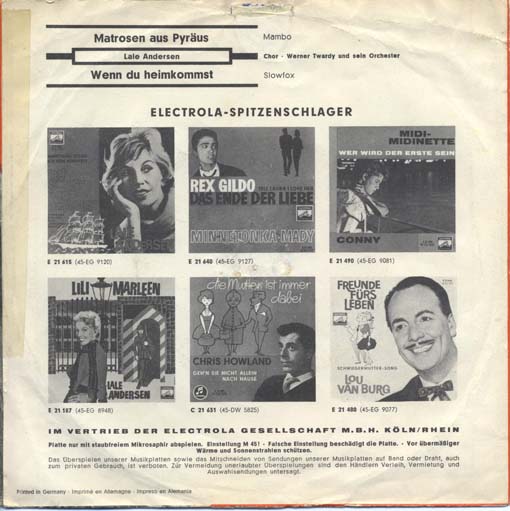 Matrosen aus Pyräus Mambo
Lale Andersen Chor - Werner Twardy und sein Orchester
Wenn du heimkommst Slowfox
ELECTROLA-SPITZENSCHLAGER
ANDERSEN
REX GILDO
TELL LAURA I LOVE HER
DAS ENDE DER LIEBE
MINNETONKA-MADY
MIDI-
MIDINETTE
WER WIRD DER ERSTE SEIN
CONNY
E 21 615 (45-EG 9120) E 21 640 (45-EG 9127) E 21 490 (45-EG 9081)
LILI MARLEEN
LALE
ANDERSEN
die Mutter ist immer
dabei
CHRIS HOWLAND
GEH'N SIE NICHT ALLEIN
NACH HAUSE
FREUNDE
FÜRS
LEBEN
SCHWIEGERMUTTER-SONG
LOU
VAN BURG
E 21 187 (45-EG 8948) C 21 631 (45-DW 5825) E 21 488 (45-EG 9077)
IM VERTRIEB DER ELECTROLA GESELLSCHAFT M.B.H. KÖLN/RHEIN
Platte nur mit staubfreiem Mikrosaphir abspielen. Einstellung M 45! - Falsche Einstellung beschädigt die Platte. - Vor übermäßiger
Wärme und Sonnenstrahlen schützen.
Das Überspielen unserer Musikplatten sowie das Mitschneiden von Sendungen unserer Musikplatten auf Band oder Draht, auch
zum privaten Gebrauch, ist verboten. Zur Vermeidung unerlaubter Überspielungen sind den Händlern Verleih, Vermietung und
Auswahlsendungen untersagt.
Printed in Germany · Imprimé en Allemagne · Impreso en Alemania